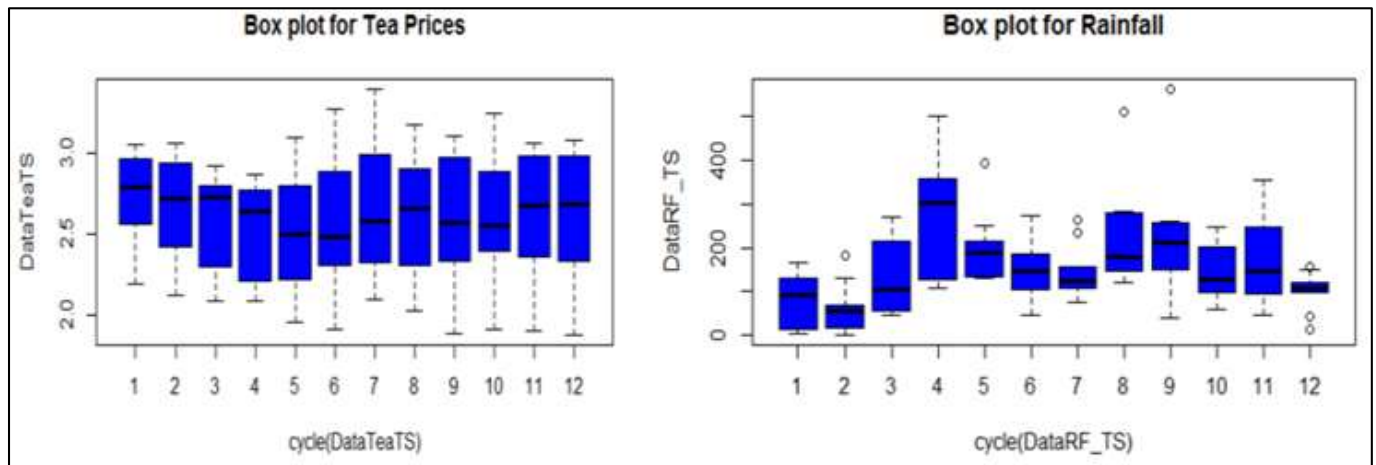 Box plot for Tea Prices
DataTeaTS
3.0
2.5
2.0
1 2 3 4 5 6 7 8 9 10 11 12
cycle(DataTeaTS)
Box plot for Rainfall
DataRF_TS
400
200
0
1 2 3 4 5 6 7 8 9 10 11 12
cycle(DataRF_TS)